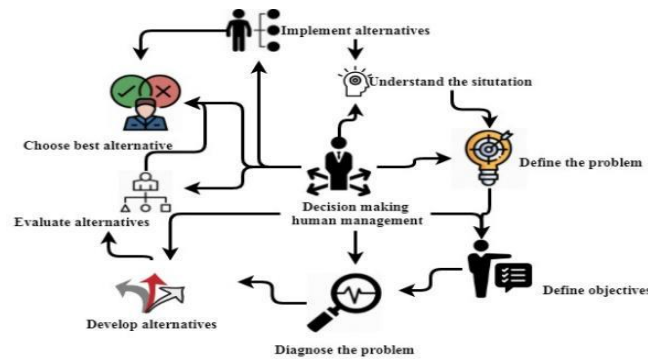 Implement alternatives
Understand the situtation
Choose best alternative
Define the problem
Evaluate alternatives
Decision making
human management
Define objectives
Develop alternatives
Diagnose the problem